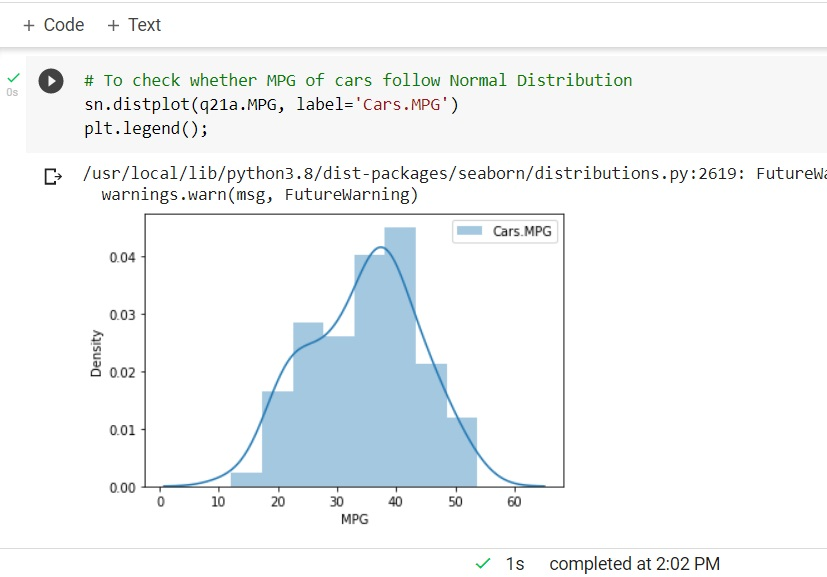 + Code + Text
# To check whether MPG of cars follow Normal Distribution
0s
sn.distplot(q21a.MPG, label='Cars.MPG')
plt.legend();
/usr/local/lib/python3.8/dist-packages/seaborn/distributions.py:2619: FutureWa
warnings.warn(msg, FutureWarning)
Cars.MPG
0.04
0.03
0.02
0.01
0.00
Density
0 10 20 30 40 50 60
MPG
1s completed at 2:02 PM